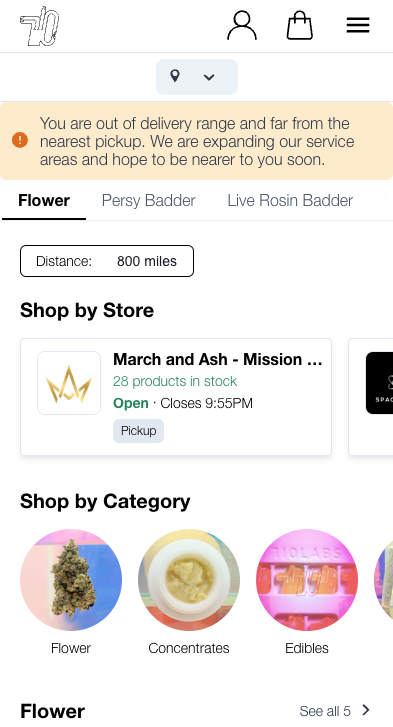 You are out of delivery range and far from the
nearest pickup. We are expanding our service
areas and hope to be nearer to you soon.
Flower
Persy Badder
Live Rosin Badder
Distance: 800 miles
Shop by Store
March and Ash - Mission ...
28 products in stock
Open · Closes 9:55PM
Pickup
Shop by Category
710LABS
Flower
Concentrates
Edibles
Flower
See all 5